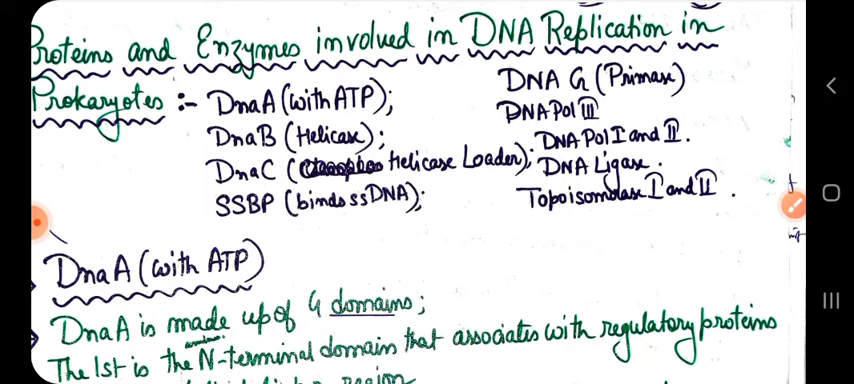 Proteins and Enzymes involved in DNA Replication in
Prokaryotes :- DnaA (with ATP);
DnaB (Helicase);
DnaC (Helicase Loader);
SSBP (binds ssDNA);
DNA G (Primase)
DNA Pol III
DNA Pol I and II.
DNA Ligase.
Topoisomerase I and II.
DnaA (with ATP)
DnaA is made up of 4 domains;
The 1st is the N-terminal domain that associates with regulatory proteins
region